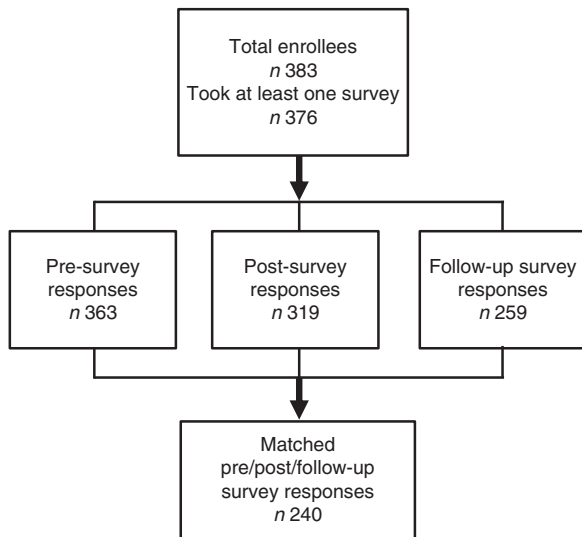 Total enrollees
n 383
Took at least one survey
n 376
Pre-survey
responses
n 363
Post-survey
responses
n 319
Follow-up survey
responses
n 259
Matched
pre/post/follow-up
survey responses
n 240